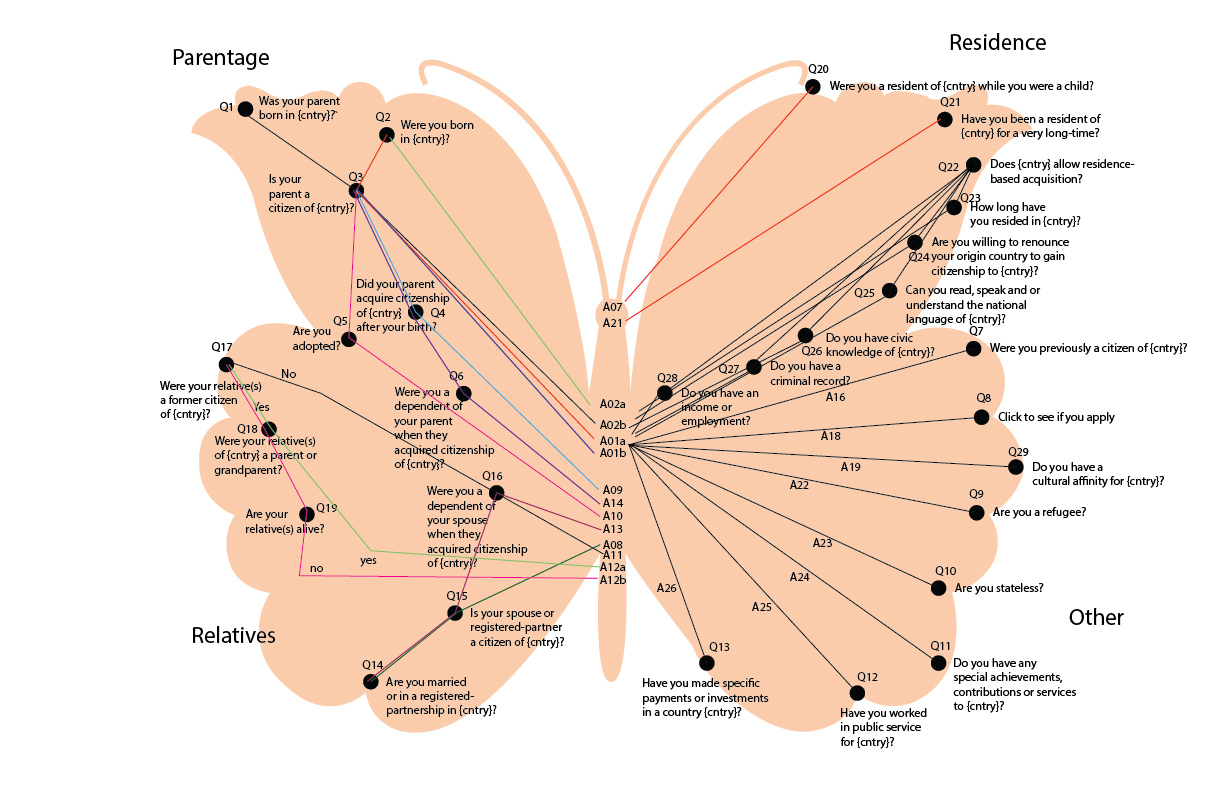 Parentage
Residence
Q1
Was your parent
born in {cntry}?`
Q2
Were you born
in {cntry}?
Q3
Is your
parent a
citizen of {cntry}?
Did your parent
acquire citizenship
of {cntry}
after your birth?
Q4
Q5
Are you
adopted?
Q6
Were you a
dependent of
your parent
when they
acquired citizenship
of {cntry}?
Q17
Were your relative(s)
a former citizen
of {cntry}?
No
Yes
Q18
Were your relative(s)
of {cntry} a parent or
grandparent?
Q19
Are your
relative(s) alive?
no
yes
Q16
Were you a
dependent of
your spouse
when they
acquired citizenship
of {cntry}?
Q15
Is your spouse or
registered-partner
a citizen of {cntry}?
Relatives
Q14
Are you married
or in a registered-
partnership in {cntry}?
A07
A21
A02a
A02b
A01a
A01b
A09
A14
A10
A13
A08
A11
A12a
A12b
Q20
Were you a resident of {cntry} while you were a child?
Q21
Have you been a resident of
{cntry} for a very long-time?
Q22
Does {cntry} allow residence-
based acquisition?
Q23
How long have
you resided in {cntry}?
Q24
Are you willing to renounce
your origin country to gain
citizenship to {cntry}?
Q25
Can you read, speak and or
understand the national
language of {cntry}?
Q26
Do you have civic
knowledge of {cntry}?
Q27
Do you have a
criminal record?
Q28
Do you have an
income or
employment?
Q7
Were you previously a citizen of {cntry}?
A16
Q8
Click to see if you apply
A18
Q29
Do you have a
cultural affinity for {cntry}?
A19
A22
Q9
Are you a refugee?
A23
Q10
Are you stateless?
A24
Other
Q11
Do you have any
special achievements,
contributions or services
to {cntry}?
A25
Q12
Have you worked
in public service
for {cntry}?
A26
Q13
Have you made specific
payments or investments
in a country {cntry}?